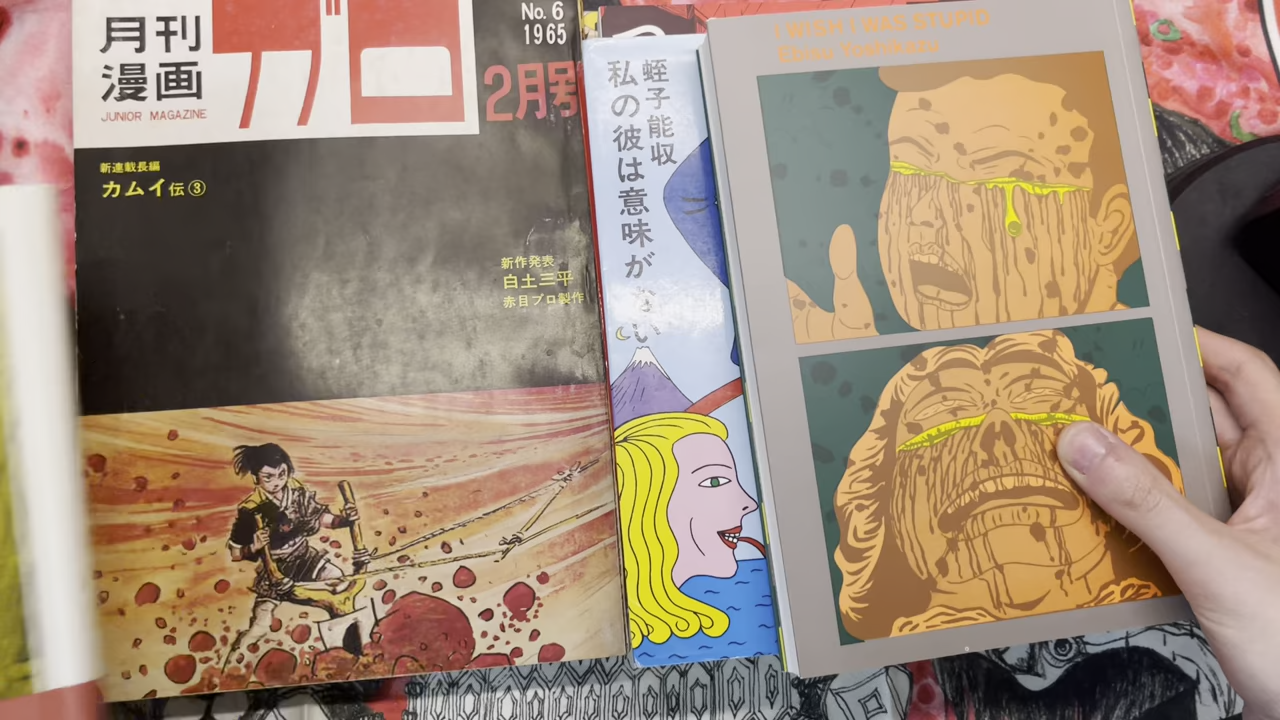 月刊
漫画
JUNIOR MAGAZINE
ガロ
No. 6
1965
2月号
新連載長編
カムイ伝③
新作発表
白土三平
赤目プロ製作
蛭子能収
私の彼は意味がない
I WISH I WAS STUPID
Ebisu Yoshikazu